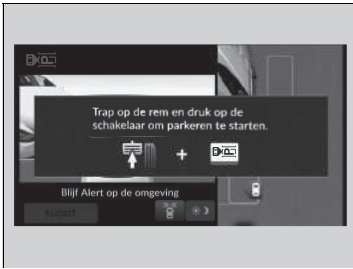 Trap op de rem en druk op de
schakelaar om parkeren te starten.
+
Blijf Alert op de omgeving